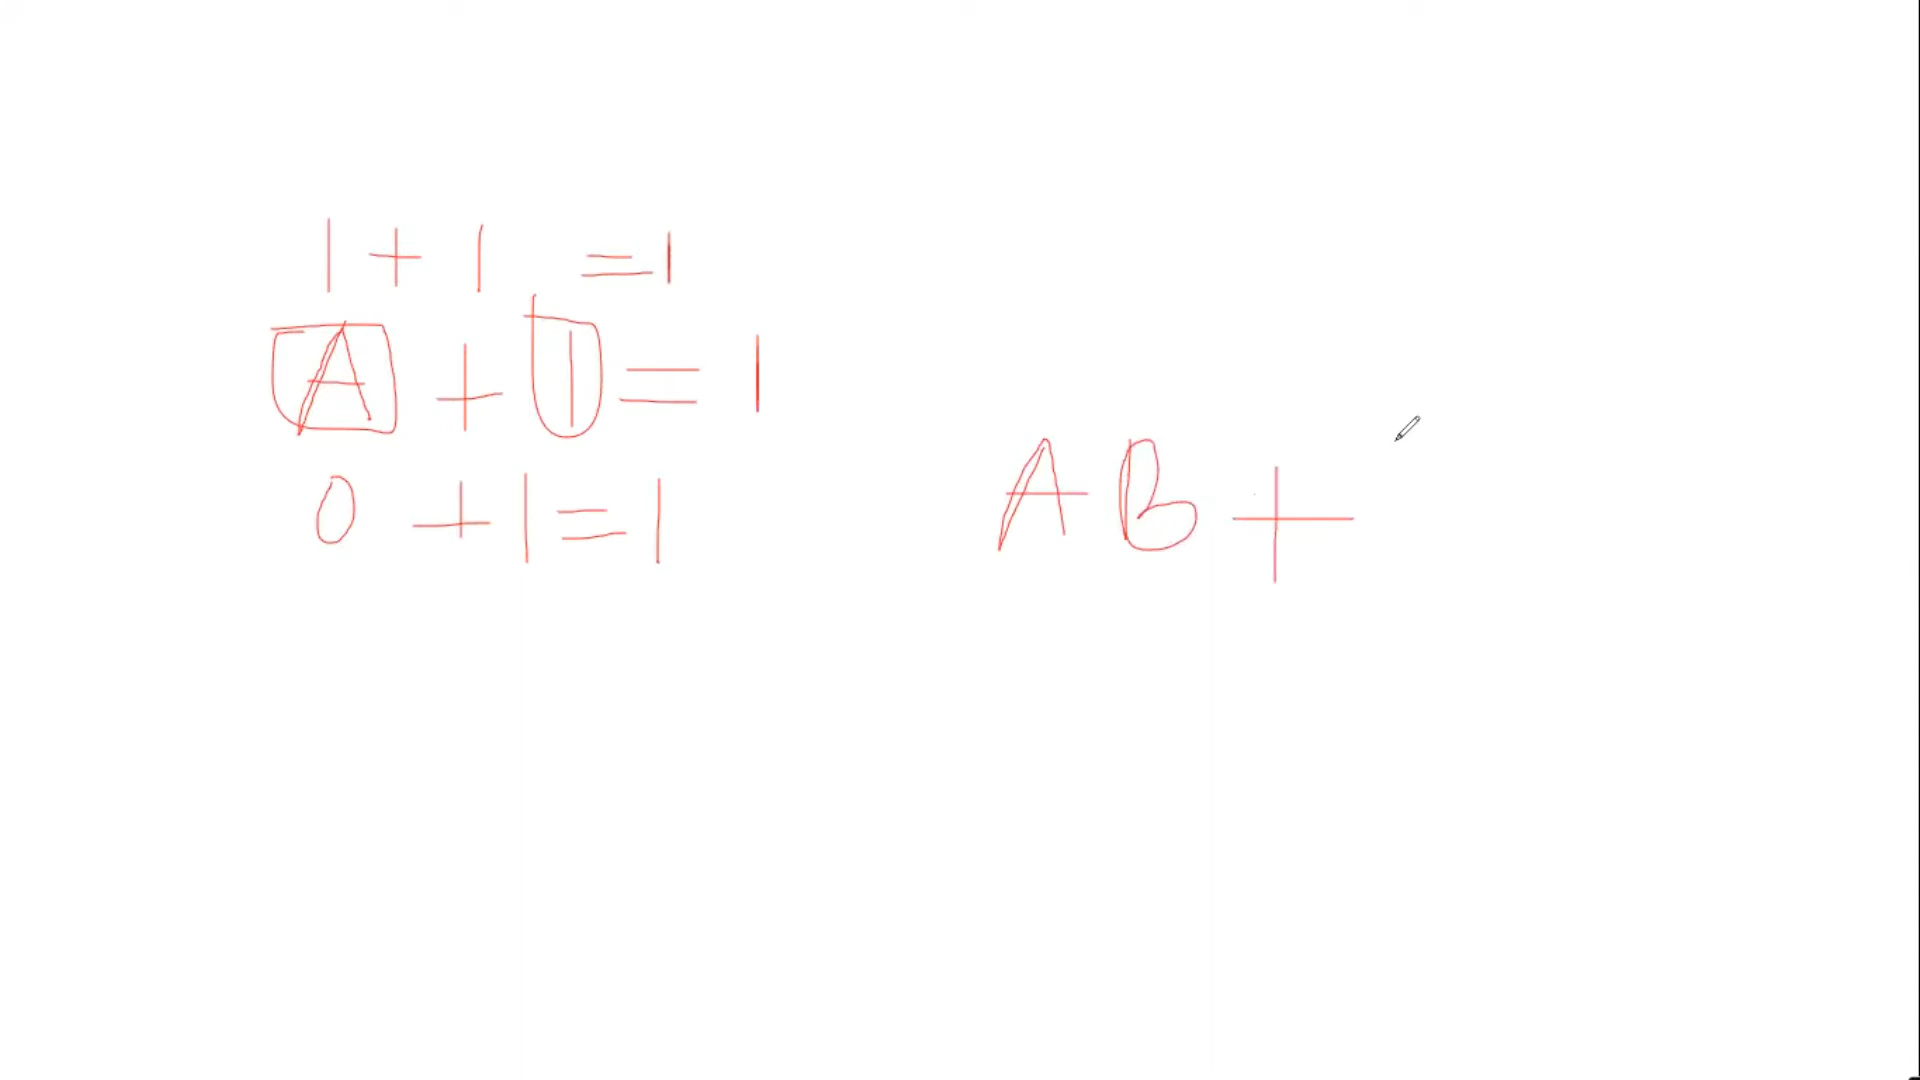 1 + 1 = 1
A + 1 = 1
0 + 1 = 1
AB +